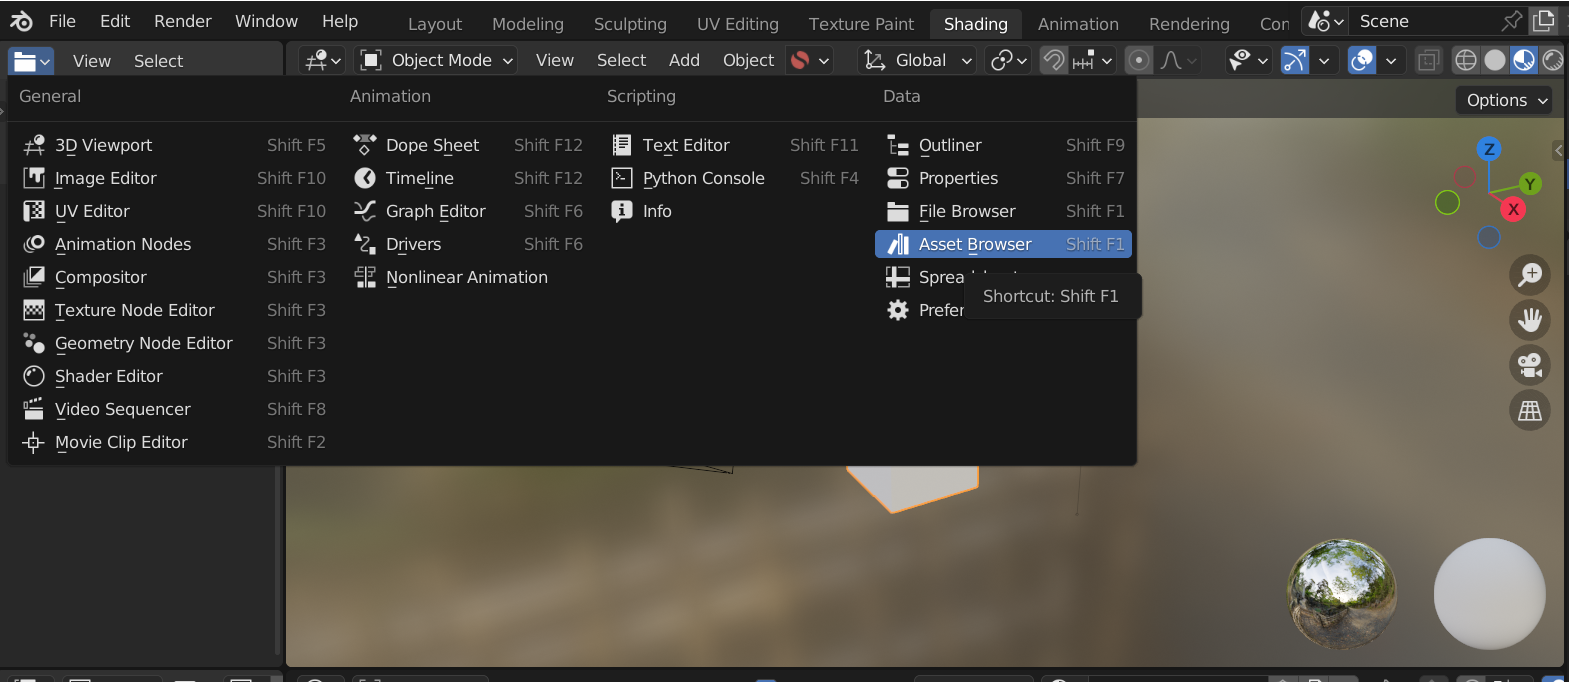 File Edit Render Window Help Layout Modeling Sculpting UV Editing Texture Paint Shading Animation Rendering Con Scene
View Select Object Mode View Select Add Object Global
Options
General
3D Viewport Shift F5
Image Editor Shift F10
UV Editor Shift F10
Animation Nodes Shift F3
Compositor Shift F3
Texture Node Editor Shift F3
Geometry Node Editor Shift F3
Shader Editor Shift F3
Video Sequencer Shift F8
Movie Clip Editor Shift F2
Animation
Dope Sheet Shift F12
Timeline Shift F12
Graph Editor Shift F6
Drivers Shift F6
Nonlinear Animation
Scripting
Text Editor Shift F11
Python Console Shift F4
Info
Data
Outliner Shift F9
Properties Shift F7
File Browser Shift F1
Asset Browser Shift F1
Prefer
Shortcut: Shift F1
Z
Y
X